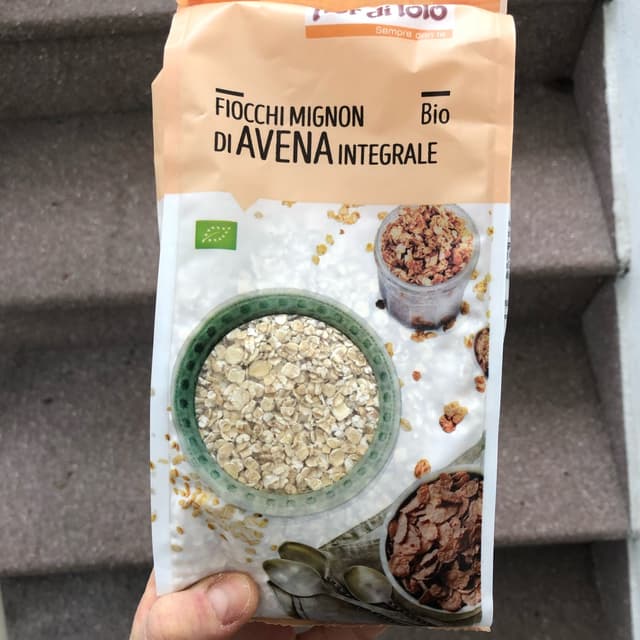 Sempre con te
FIOCCHI MIGNON
DI AVENA INTEGRALE
Bio